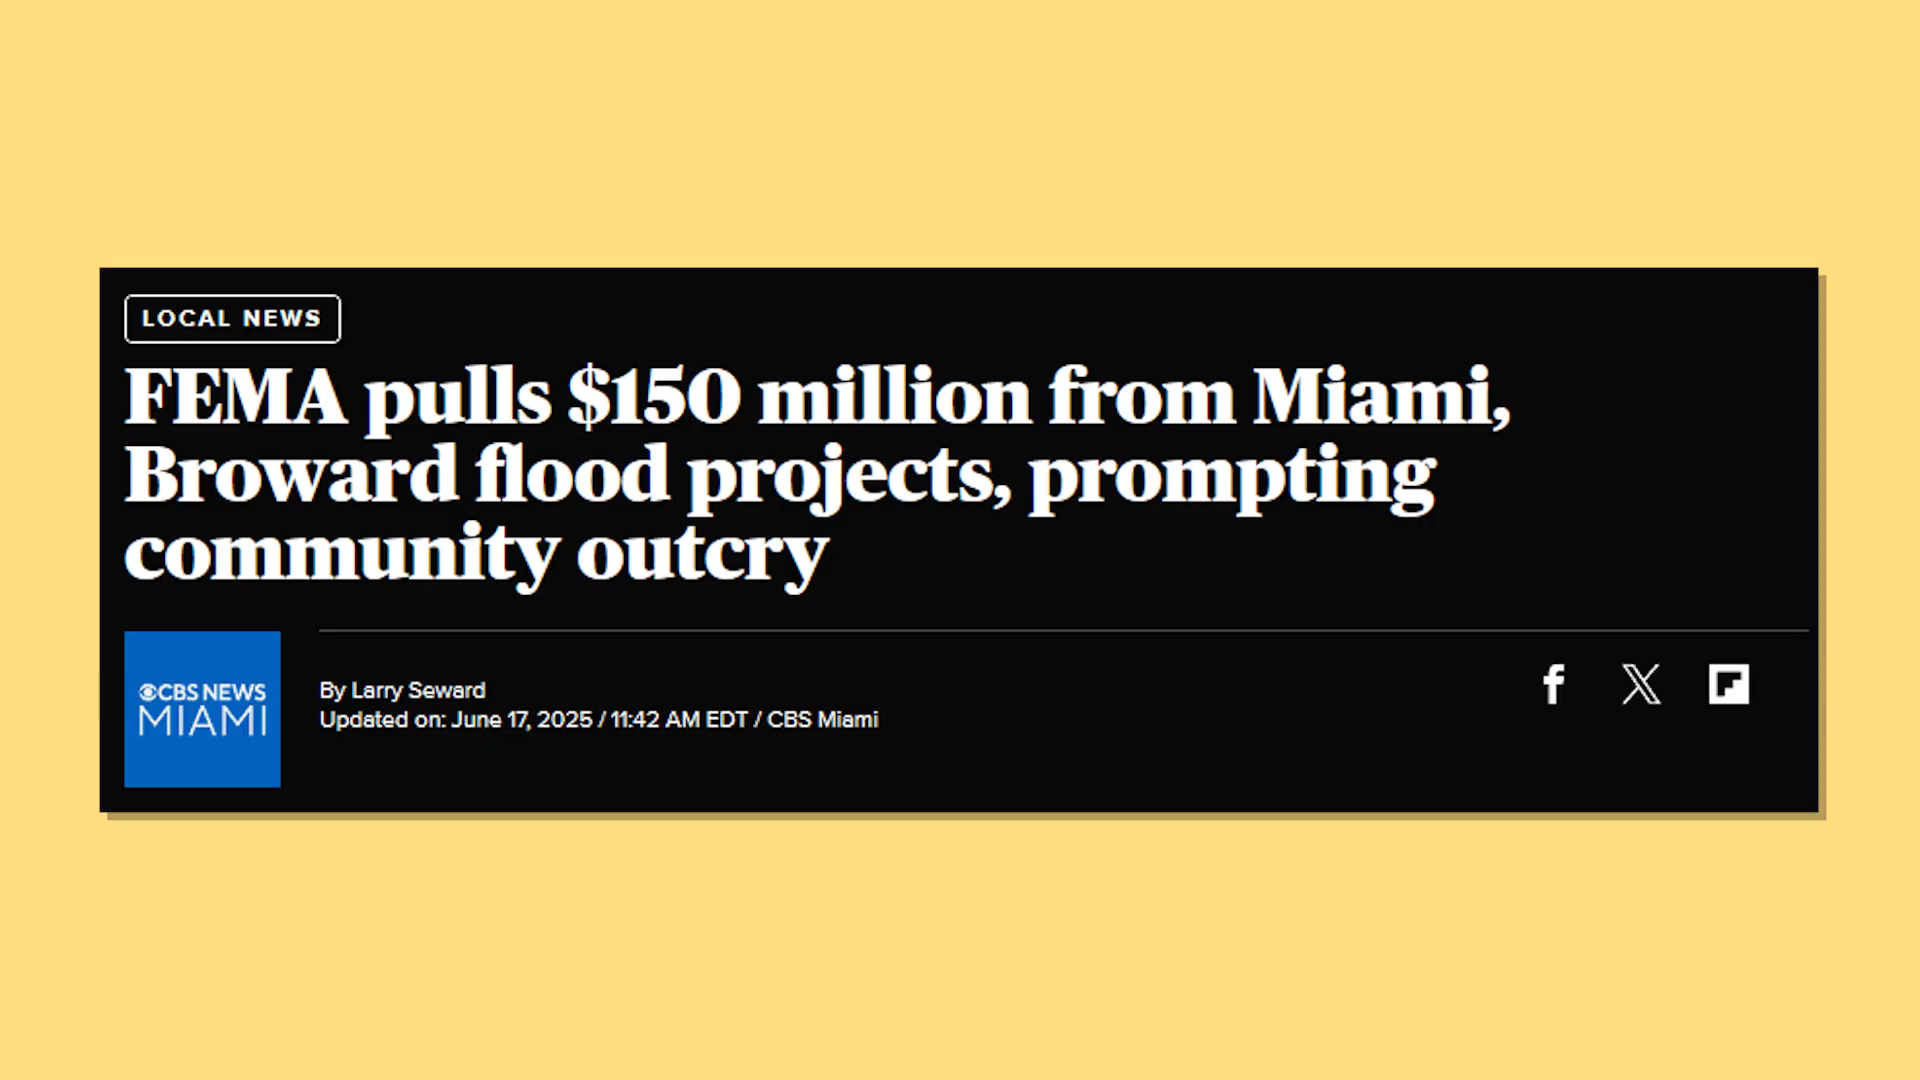 LOCAL NEWS
FEMA pulls $150 million from Miami,
Broward flood projects, prompting
community outcry
CBS NEWS
MIAMI
By Larry Seward
Updated on: June 17, 2025 / 11:42 AM EDT / CBS Miami